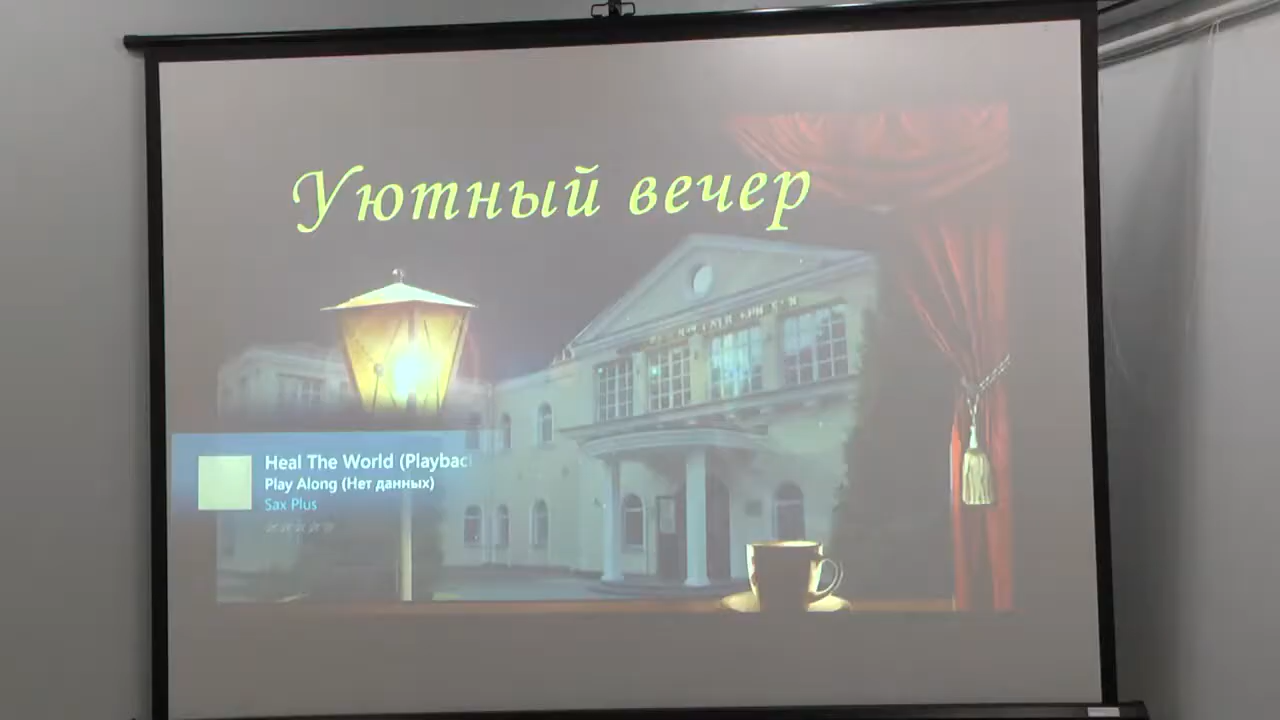 Уютный вечер
Heal The World (Playbac
Play Along (Нет данных)
Sax Plus